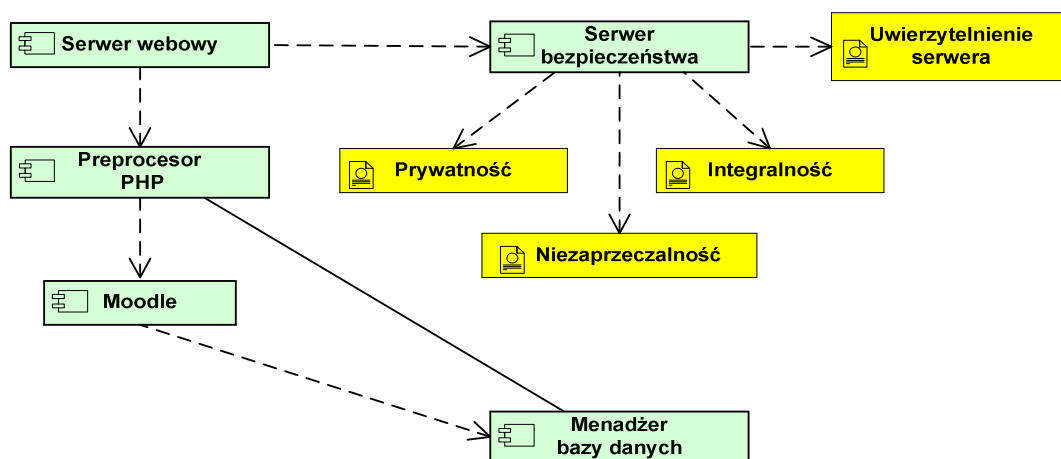 Serwer webowy
Serwer
bezpieczeństwa
Uwierzytelnienie
serwera
Preprocesor
PHP
Prywatność
Integralność
Niezaprzeczalność
Moodle
Menadżer
bazy danych